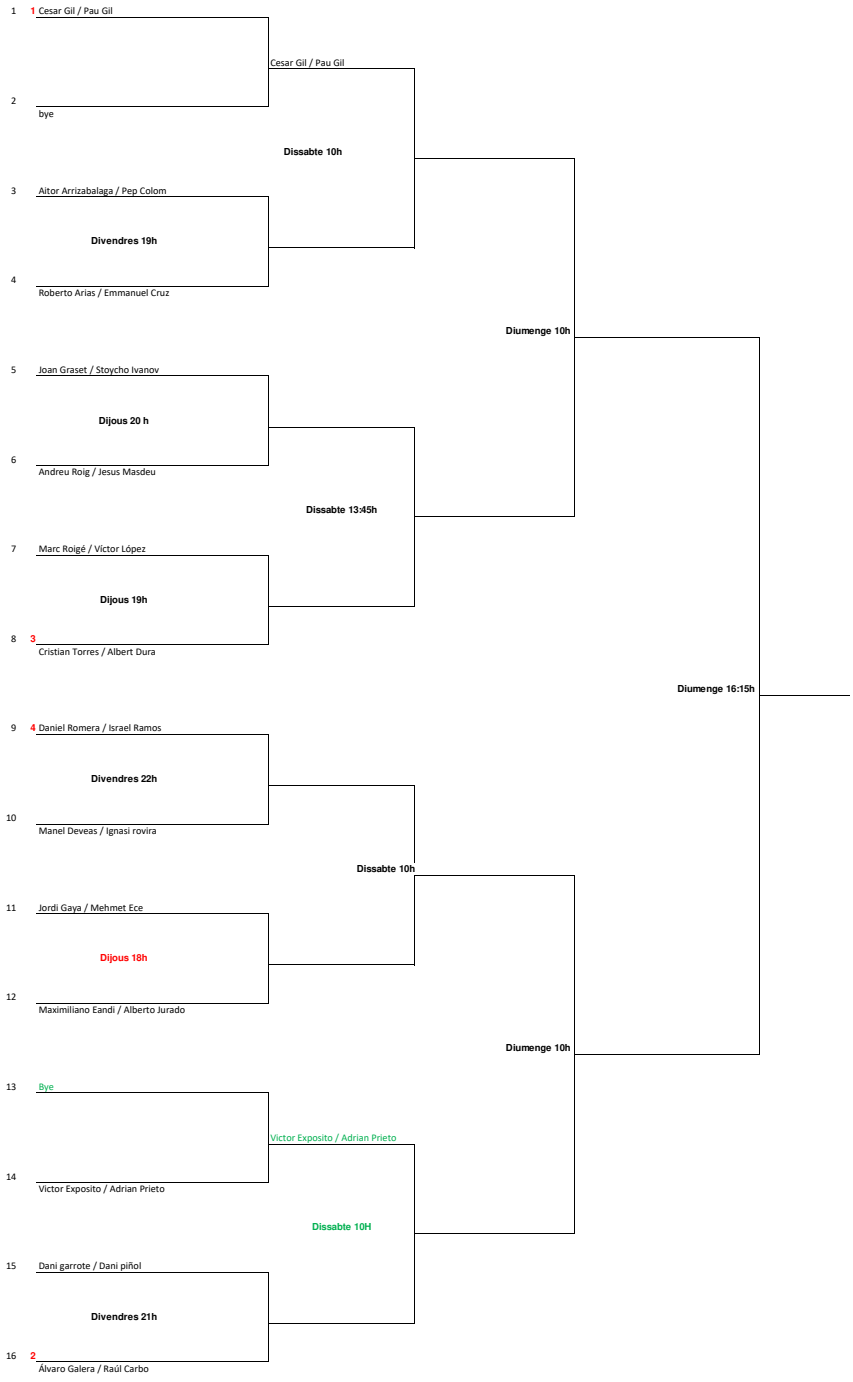 1 1 Cesar Gil / Pau Gil
Cesar Gil / Pau Gil
2
bye
Dissabte 10h
3 Aitor Arrizabalaga / Pep Colom
Divendres 19h
4
Roberto Arias / Emmanuel Cruz
Diumenge 10h
5 Joan Graset / Stoycho Ivanov
Dijous 20 h
6
Andreu Roig / Jesus Masdeu
Dissabte 13:45h
7 Marc Roigé / Víctor López
Dijous 19h
8 3
Cristian Torres / Albert Dura
Diumenge 16:15h
9 4 Daniel Romera / Israel Ramos
Divendres 22h
10
Manel Deveas / Ignasi rovira
Dissabte 10h
11 Jordi Gaya / Mehmet Ece
Dijous 18h
12
Maximiliano Eandi / Alberto Jurado
Diumenge 10h
13 Bye
Victor Exposito / Adrian Prieto
14
Victor Exposito / Adrian Prieto
Dissabte 10H
15 Dani garrote / Dani piñol
Divendres 21h
16 2
Álvaro Galera / Raúl Carbo